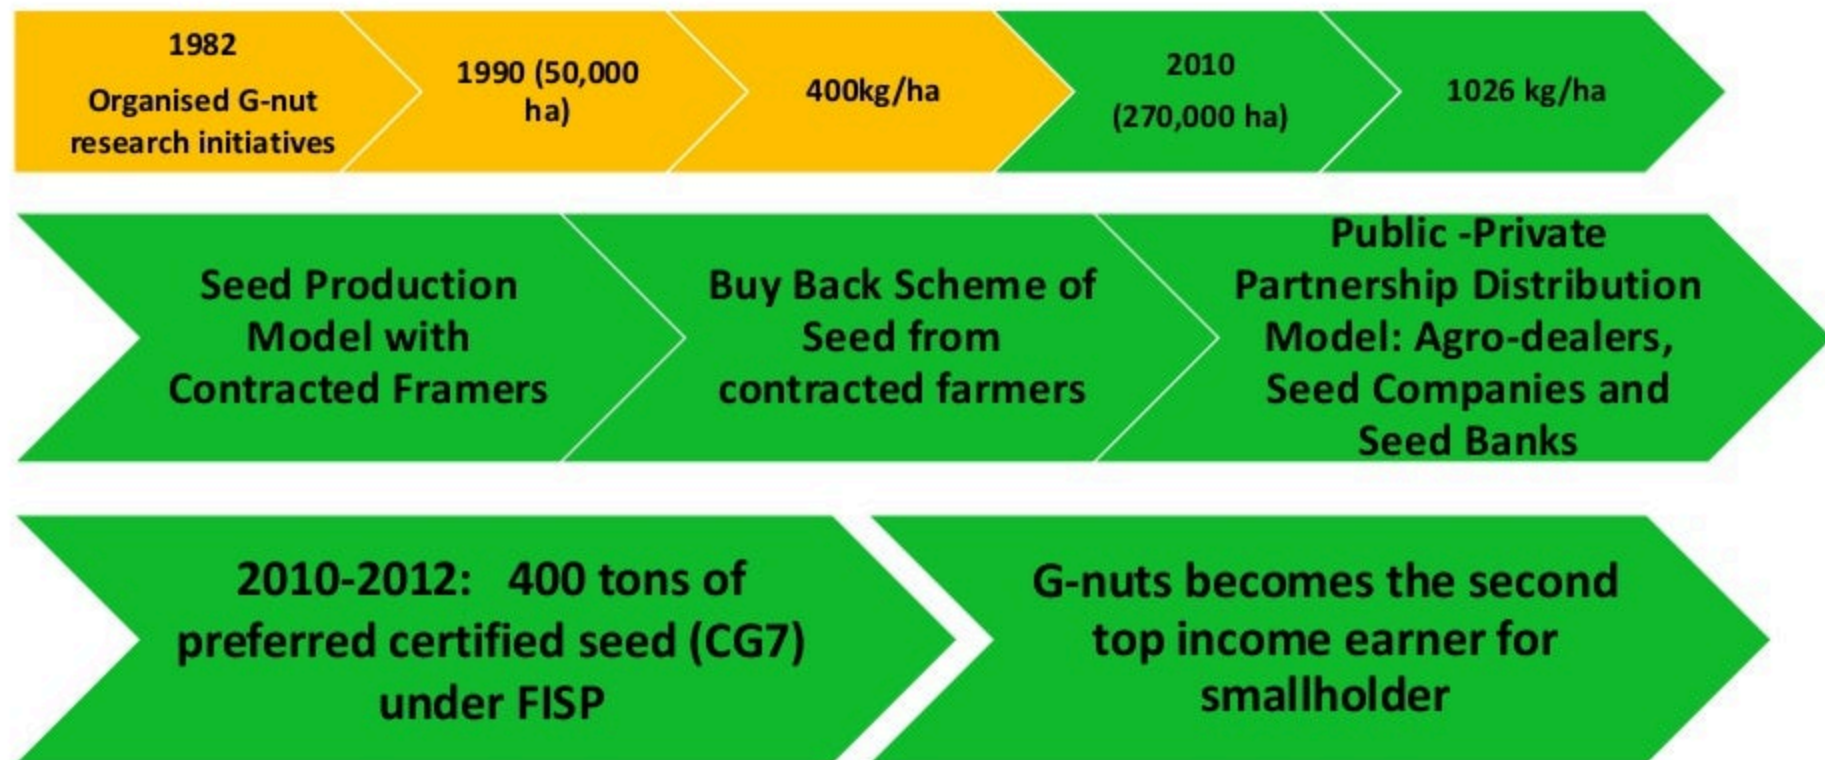 1982
Organised G-nut
research initiatives
1990 (50,000
ha)
400kg/ha
2010
(270,000 ha)
1026 kg/ha
Seed Production
Model with
Contracted Framers
Buy Back Scheme of
Seed from
contracted farmers
Public -Private
Partnership Distribution
Model: Agro-dealers,
Seed Companies and
Seed Banks
2010-2012:   400 tons of
preferred certified seed (CG7)
under FISP
G-nuts becomes the second
top income earner for
smallholder